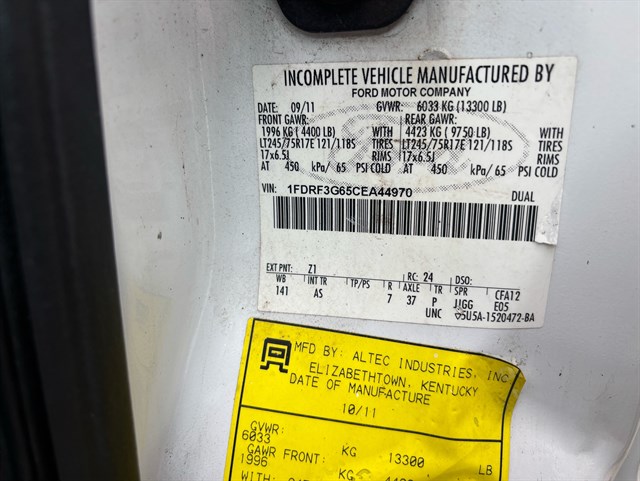 INCOMPLETE VEHICLE MANUFACTURED BY
FORD MOTOR COMPANY
DATE: 09/11 GVWR: 6033 KG (13300 LB)
FRONT GAWR: REAR GAWR:
1996 KG ( 4400 LB) WITH 4423 KG ( 9750 LB) WITH
LT245/75R17E 121/118S TIRES LT245/75R17E 121/118S TIRES
17x6.5J RIMS 17x6.5J RIMS
AT 450 kPa/ 65 PSI COLD AT 450 kPa/ 65 PSI COLD
VIN: 1FDRF3G65CEA44970 DUAL
EXT PNT: Z1 RC: 24 DSO:
WB INT TR TP/PS R AXLE TR SPR CFA12
141 AS 7 37 P JJGG E05
UNC 5U5A-1520472-BA
MFD BY: ALTEC INDUSTRIES, INC
ELIZABETHTOWN, KENTUCKY
DATE OF MANUFACTURE
10/11
GVWR:
6033 KG 13300 LB
GAWR FRONT:
1996 KG